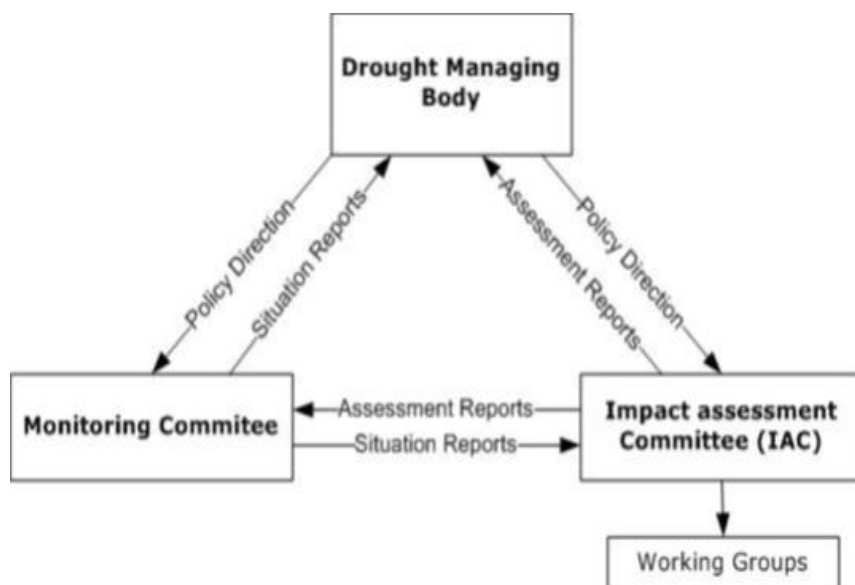 Drought Managing
Body
Policy Direction
Situation Reports
Assessment Reports
Policy Direction
Monitoring Commitee
Assessment Reports
Situation Reports
Impact assessment
Committee (IAC)
Working Groups